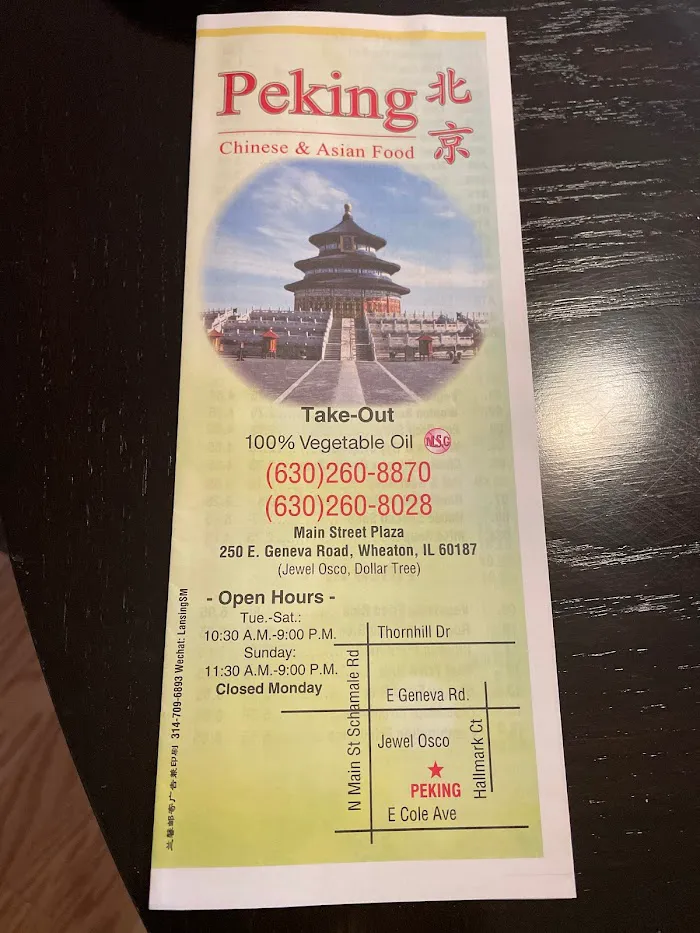 Peking 北京
Chinese & Asian Food
Take-Out
100% Vegetable Oil
(630)260-8870
(630)260-8028
Main Street Plaza
250 E. Geneva Road, Wheaton, IL 60187
(Jewel Osco, Dollar Tree)
- Open Hours -
Tue.-Sat.:
10:30 A.M.-9:00 P.M.
Sunday:
11:30 A.M.-9:00 P.M.
Closed Monday
Thornhill Dr
N Main St Schamale Rd
E Geneva Rd.
Jewel Osco
Hallmark Ct
PEKING
E Cole Ave
314-709-6893 Wechat: LansingSM